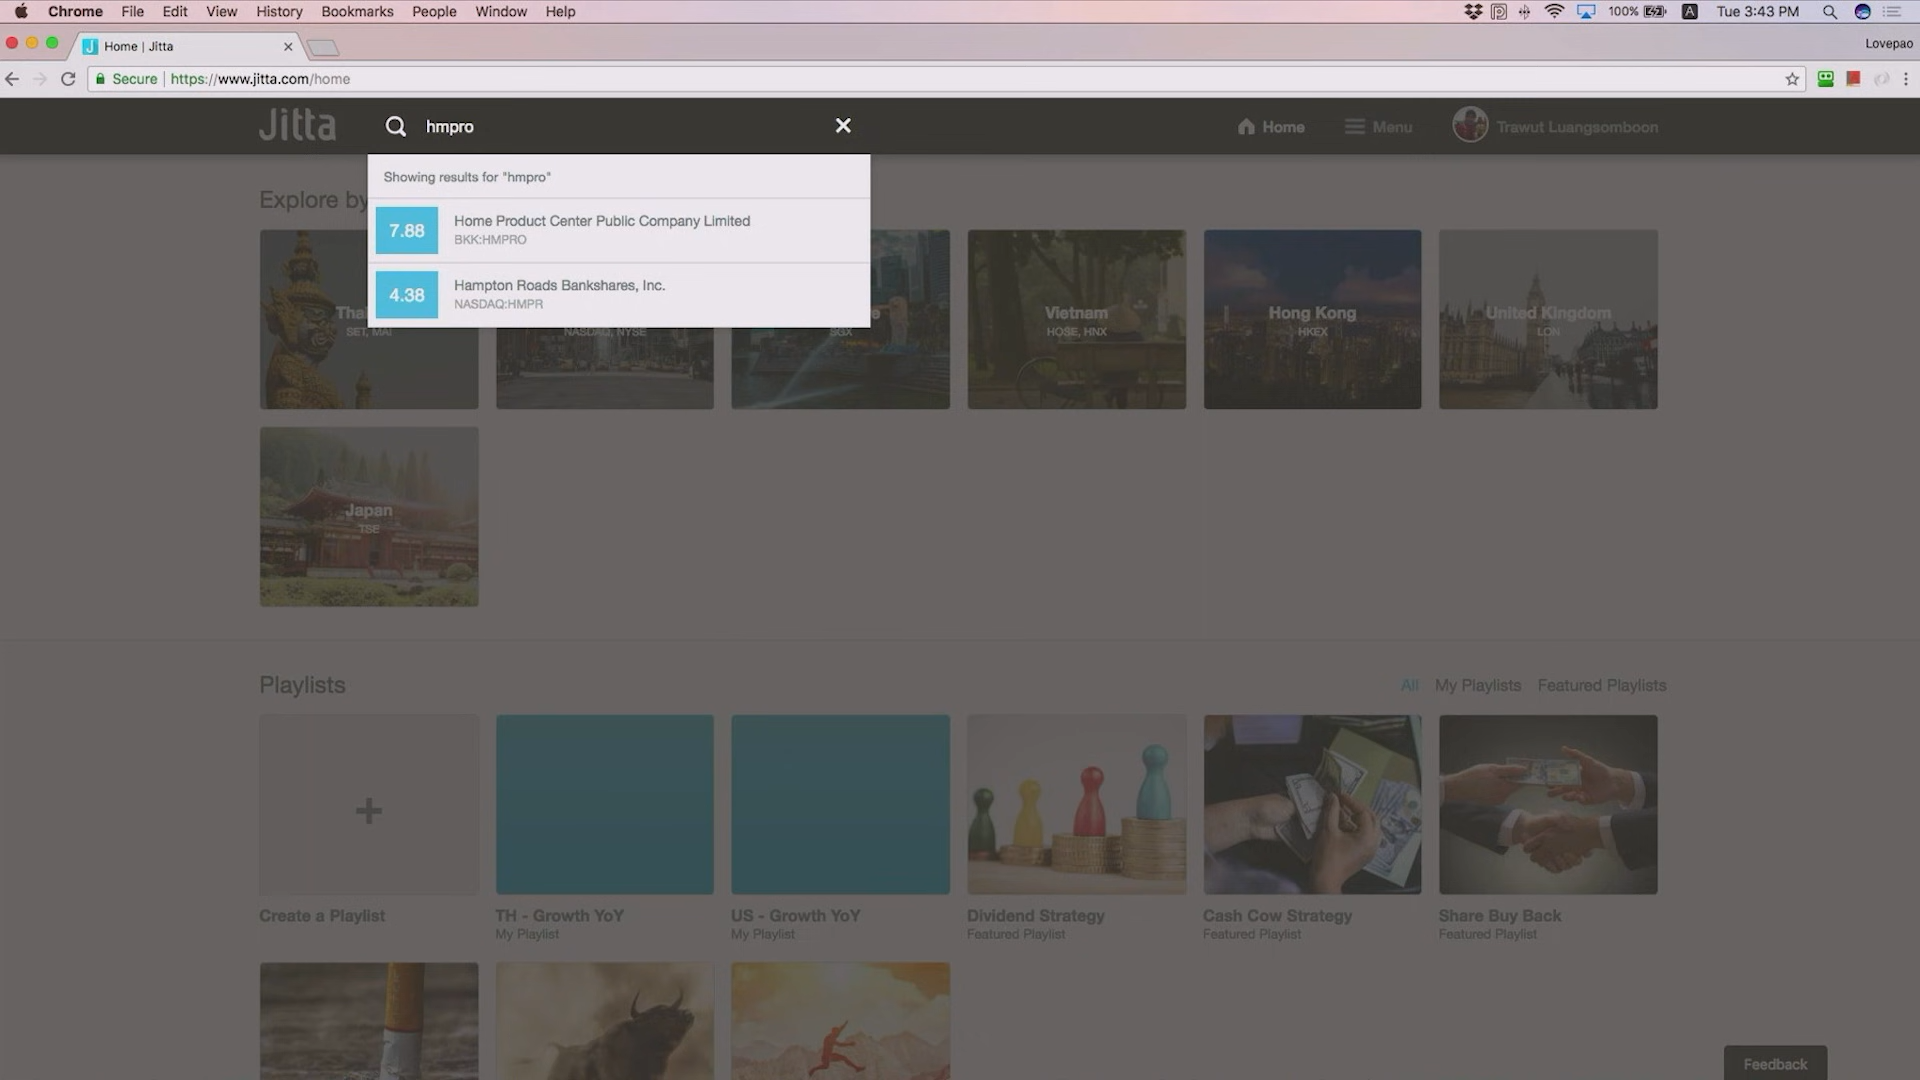 Chrome File Edit View History Bookmarks People Window Help 100% A Tue 3:43 PM
Home | Jitta
Lovepao
Secure https://www.jitta.com/home
Jitta hmpro Home Menu Trawut Luangsomboon
Showing results for "hmpro"
Explore by
7.88 Home Product Center Public Company Limited
BKK:HMPRO
4.38 Hampton Roads Bankshares, Inc.
NASDAQ:HMPR
SET, MAI
NASDAQ, NYSE
SGX
Vietnam
HOSE, HNX
Hong Kong
HKEX
United Kingdom
LON
Japan
TSE
Playlists All My Playlists Featured Playlists
Create a Playlist
TH - Growth YoY
My Playlist
US - Growth YoY
My Playlist
Dividend Strategy
Featured Playlist
Cash Cow Strategy
Featured Playlist
Share Buy Back
Featured Playlist
Feedback